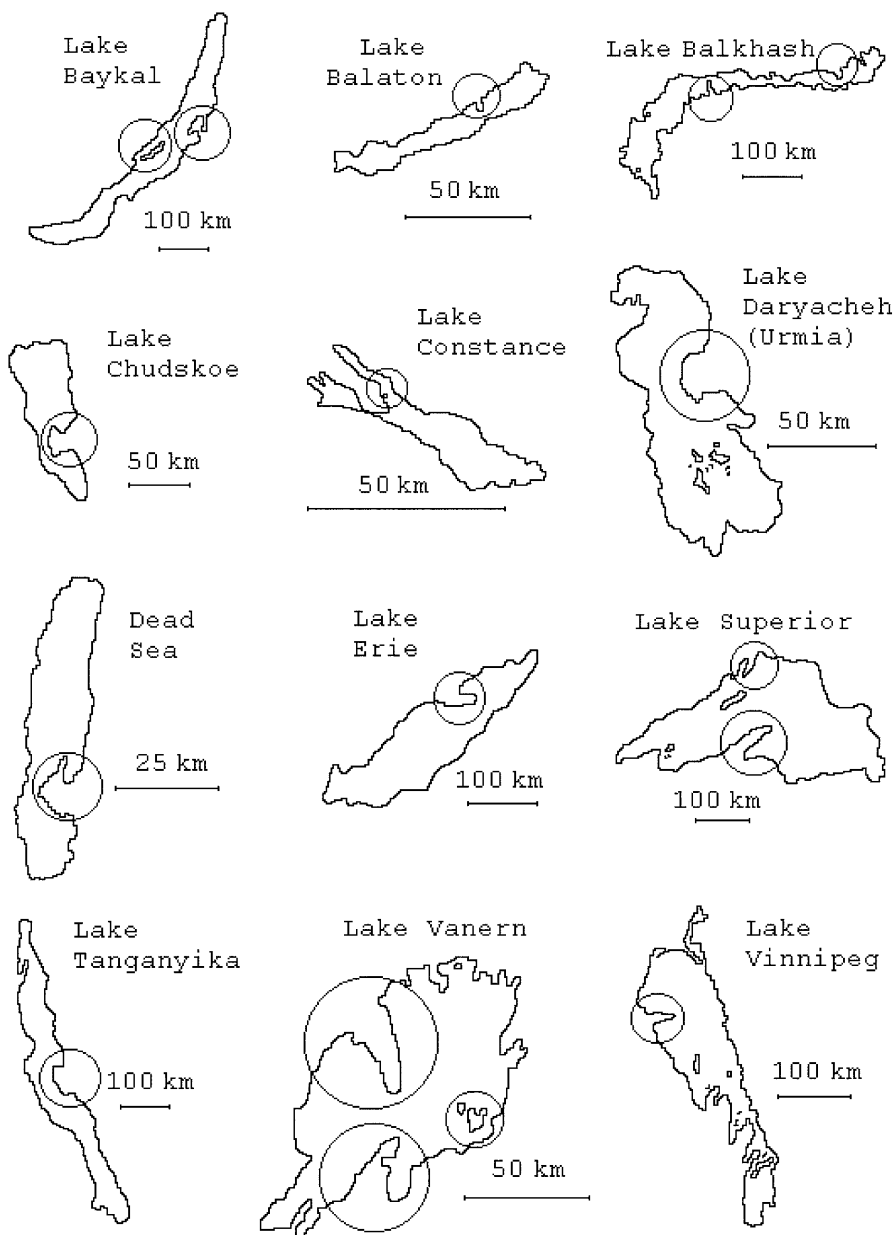 Lake
Baykal
100 km
Lake
Balaton
50 km
Lake Balkhash
100 km
Lake
Chudskoe
50 km
Lake
Constance
50 km
Lake
Daryacheh
(Urmia)
50 km
Dead
Sea
25 km
Lake
Erie
100 km
Lake Superior
100 km
Lake
Tanganyika
100 km
Lake Vanern
50 km
Lake
Vinnipeg
100 km